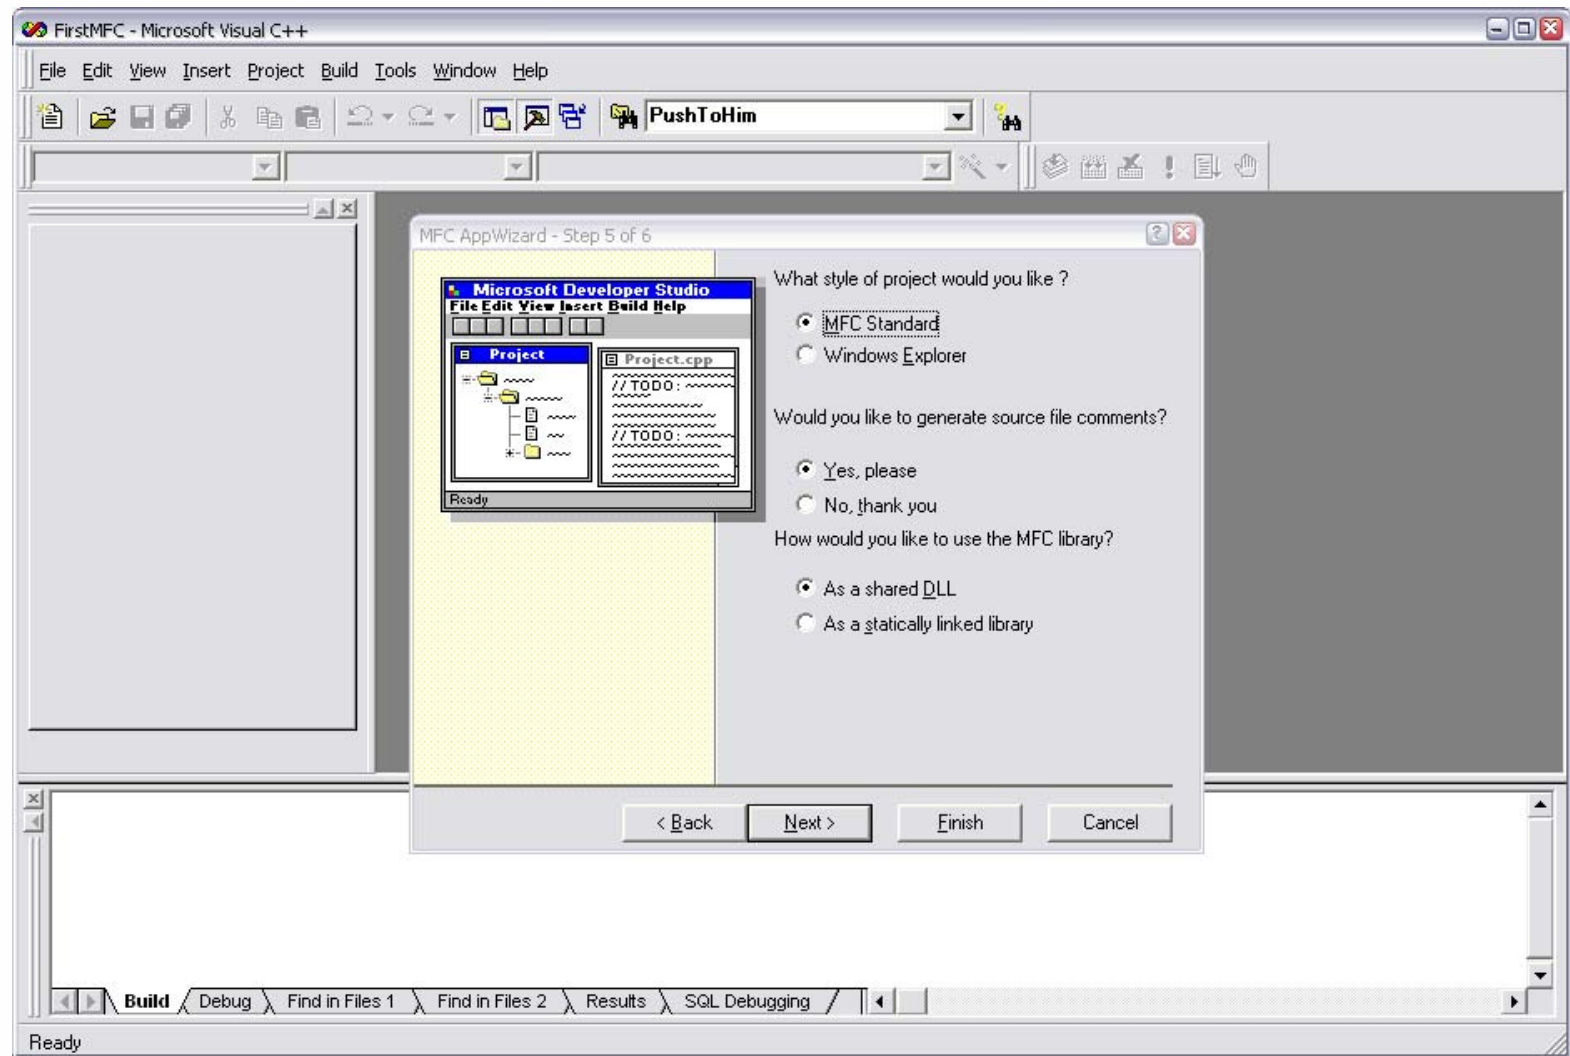 FirstMFC - Microsoft Visual C++
File Edit View Insert Project Build Tools Window Help
PushToHim
MFC AppWizard - Step 5 of 6
Microsoft Developer Studio
File Edit View Insert Build Help
Project
Project.cpp
//TODO:
//TODO:
Ready
What style of project would you like ?
MFC Standard
Windows Explorer
Would you like to generate source file comments?
Yes, please
No, thank you
How would you like to use the MFC library?
As a shared DLL
As a statically linked library
< Back Next > Finish Cancel
Build Debug Find in Files 1 Find in Files 2 Results SQL Debugging
Ready